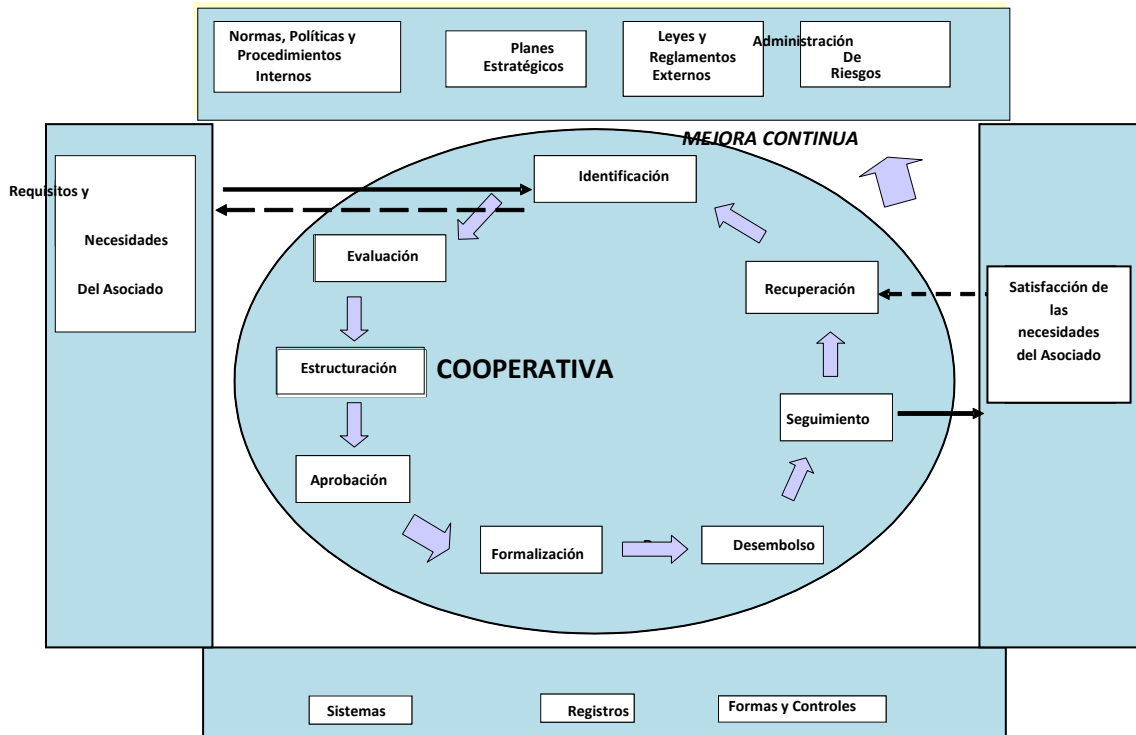 Normas, Políticas y
Procedimientos
Internos
Planes
Estratégicos
Leyes y
Reglamentos
Externos
Administración
De
Riesgos
MEJORA CONTINUA
Requisitos y
Necesidades
Del Asociado
Identificación
Evaluación
Estructuración
Aprobación
Formalización
Desembolso
Seguimiento
Recuperación
COOPERATIVA
Satisfacción de
las
necesidades
del Asociado
Sistemas
Registros
Formas y Controles